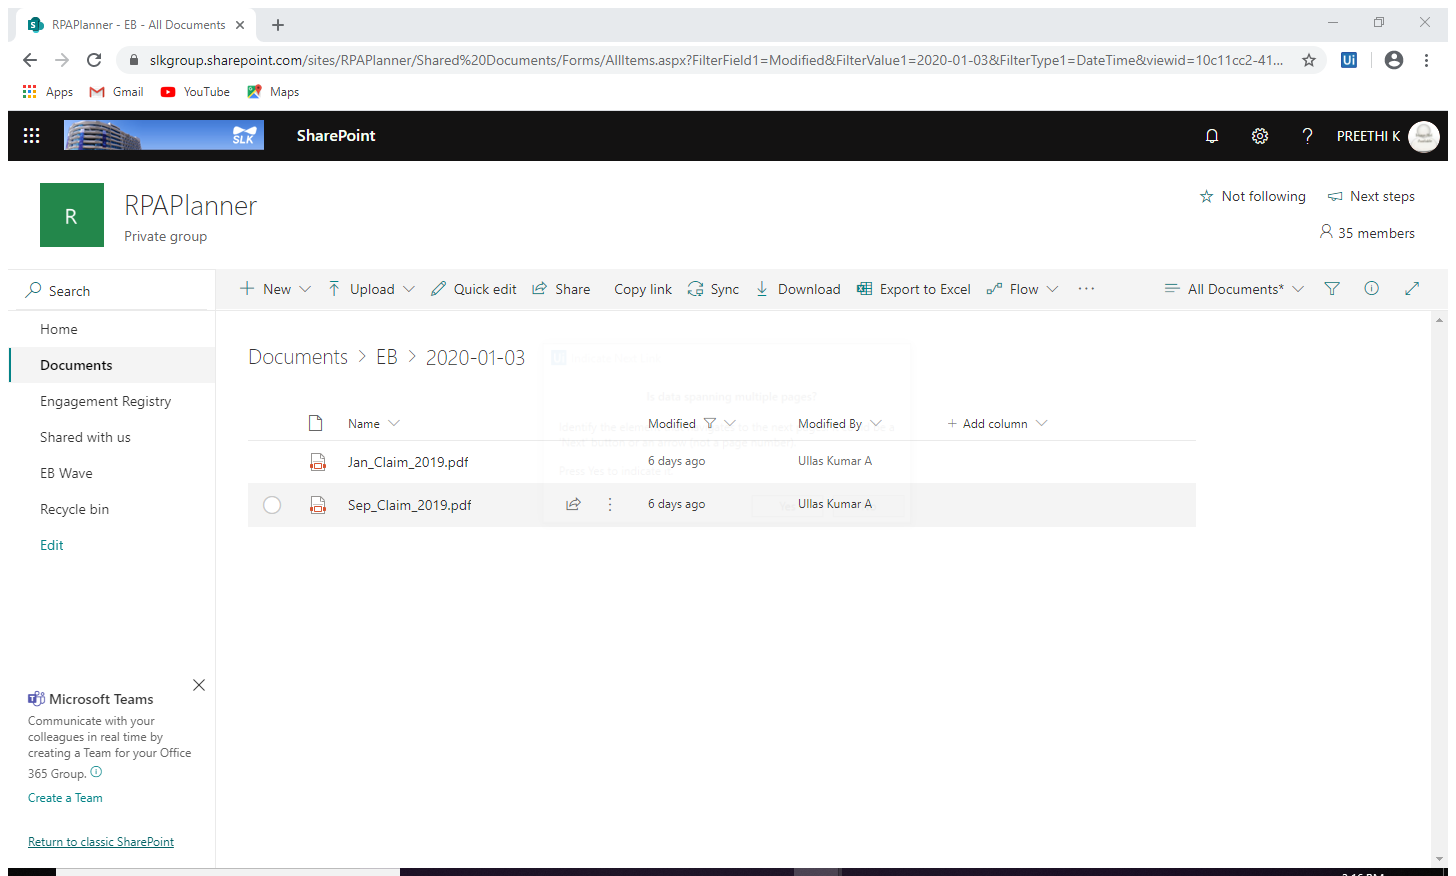 RPAPlanner - EB - All Documents
slkgroup.sharepoint.com/sites/RPAPlanner/Shared%20Documents/Forms/AllItems.aspx?FilterField1=Modified&FilterValue1=2020-01-03&FilterType1=DateTime&viewid=10c11cc2-41...
Ui
Apps Gmail YouTube Maps
SLK SharePoint PREETHI K
R RPAPlanner
Private group
Not following Next steps
35 members
Search
New Upload Quick edit Share Copy link Sync Download Export to Excel Flow ... All Documents*
Home
Documents
Engagement Registry
Shared with us
EB Wave
Recycle bin
Edit
Documents > EB > 2020-01-03
Is data spanning multiple pages?
Name Modified Modified By + Add column
Jan_Claim_2019.pdf 6 days ago Ullas Kumar A
Sep_Claim_2019.pdf 6 days ago Ullas Kumar A
Microsoft Teams
Communicate with your
colleagues in real time by
creating a Team for your Office
365 Group.
Create a Team
Return to classic SharePoint